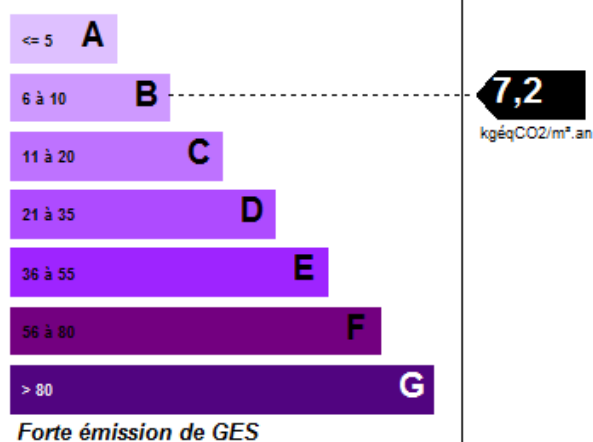 <= 5 A
6 à 10 B
7,2
kgéqCO2/m².an
11 à 20 C
21 à 35 D
36 à 55 E
56 à 80 F
> 80 G
Forte émission de GES